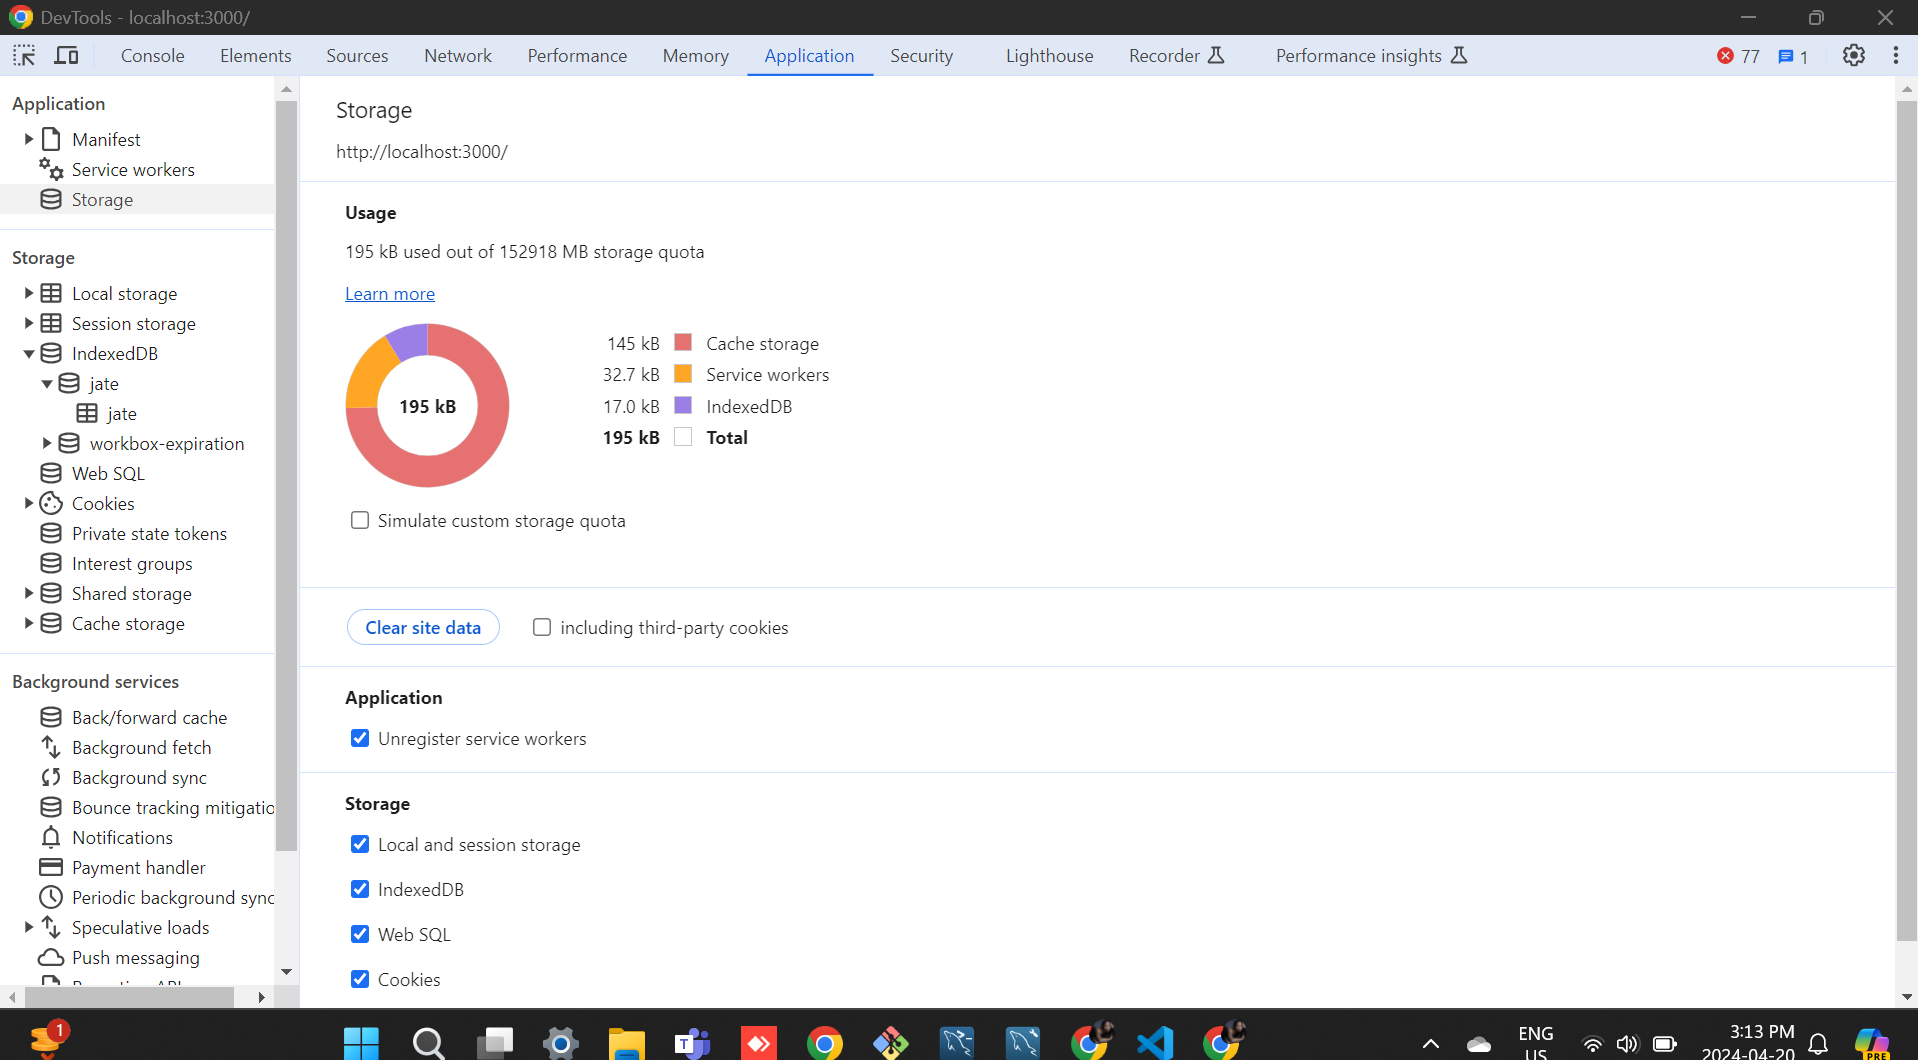 DevTools - localhost:3000/
Console Elements Sources Network Performance Memory Application Security Lighthouse Recorder Performance insights 77 1
Application
Manifest
Service workers
Storage
Storage
Local storage
Session storage
IndexedDB
jate
jate
workbox-expiration
Web SQL
Cookies
Private state tokens
Interest groups
Shared storage
Cache storage
Background services
Back/forward cache
Background fetch
Background sync
Bounce tracking mitigatio
Notifications
Payment handler
Periodic background sync
Speculative loads
Push messaging
Storage
http://localhost:3000/
Usage
195 kB used out of 152918 MB storage quota
Learn more
195 kB
145 kB Cache storage
32.7 kB Service workers
17.0 kB IndexedDB
195 kB Total
Simulate custom storage quota
Clear site data including third-party cookies
Application
Unregister service workers
Storage
Local and session storage
IndexedDB
Web SQL
Cookies
1
ENG
US
3:13 PM
2024-04-20
PRE